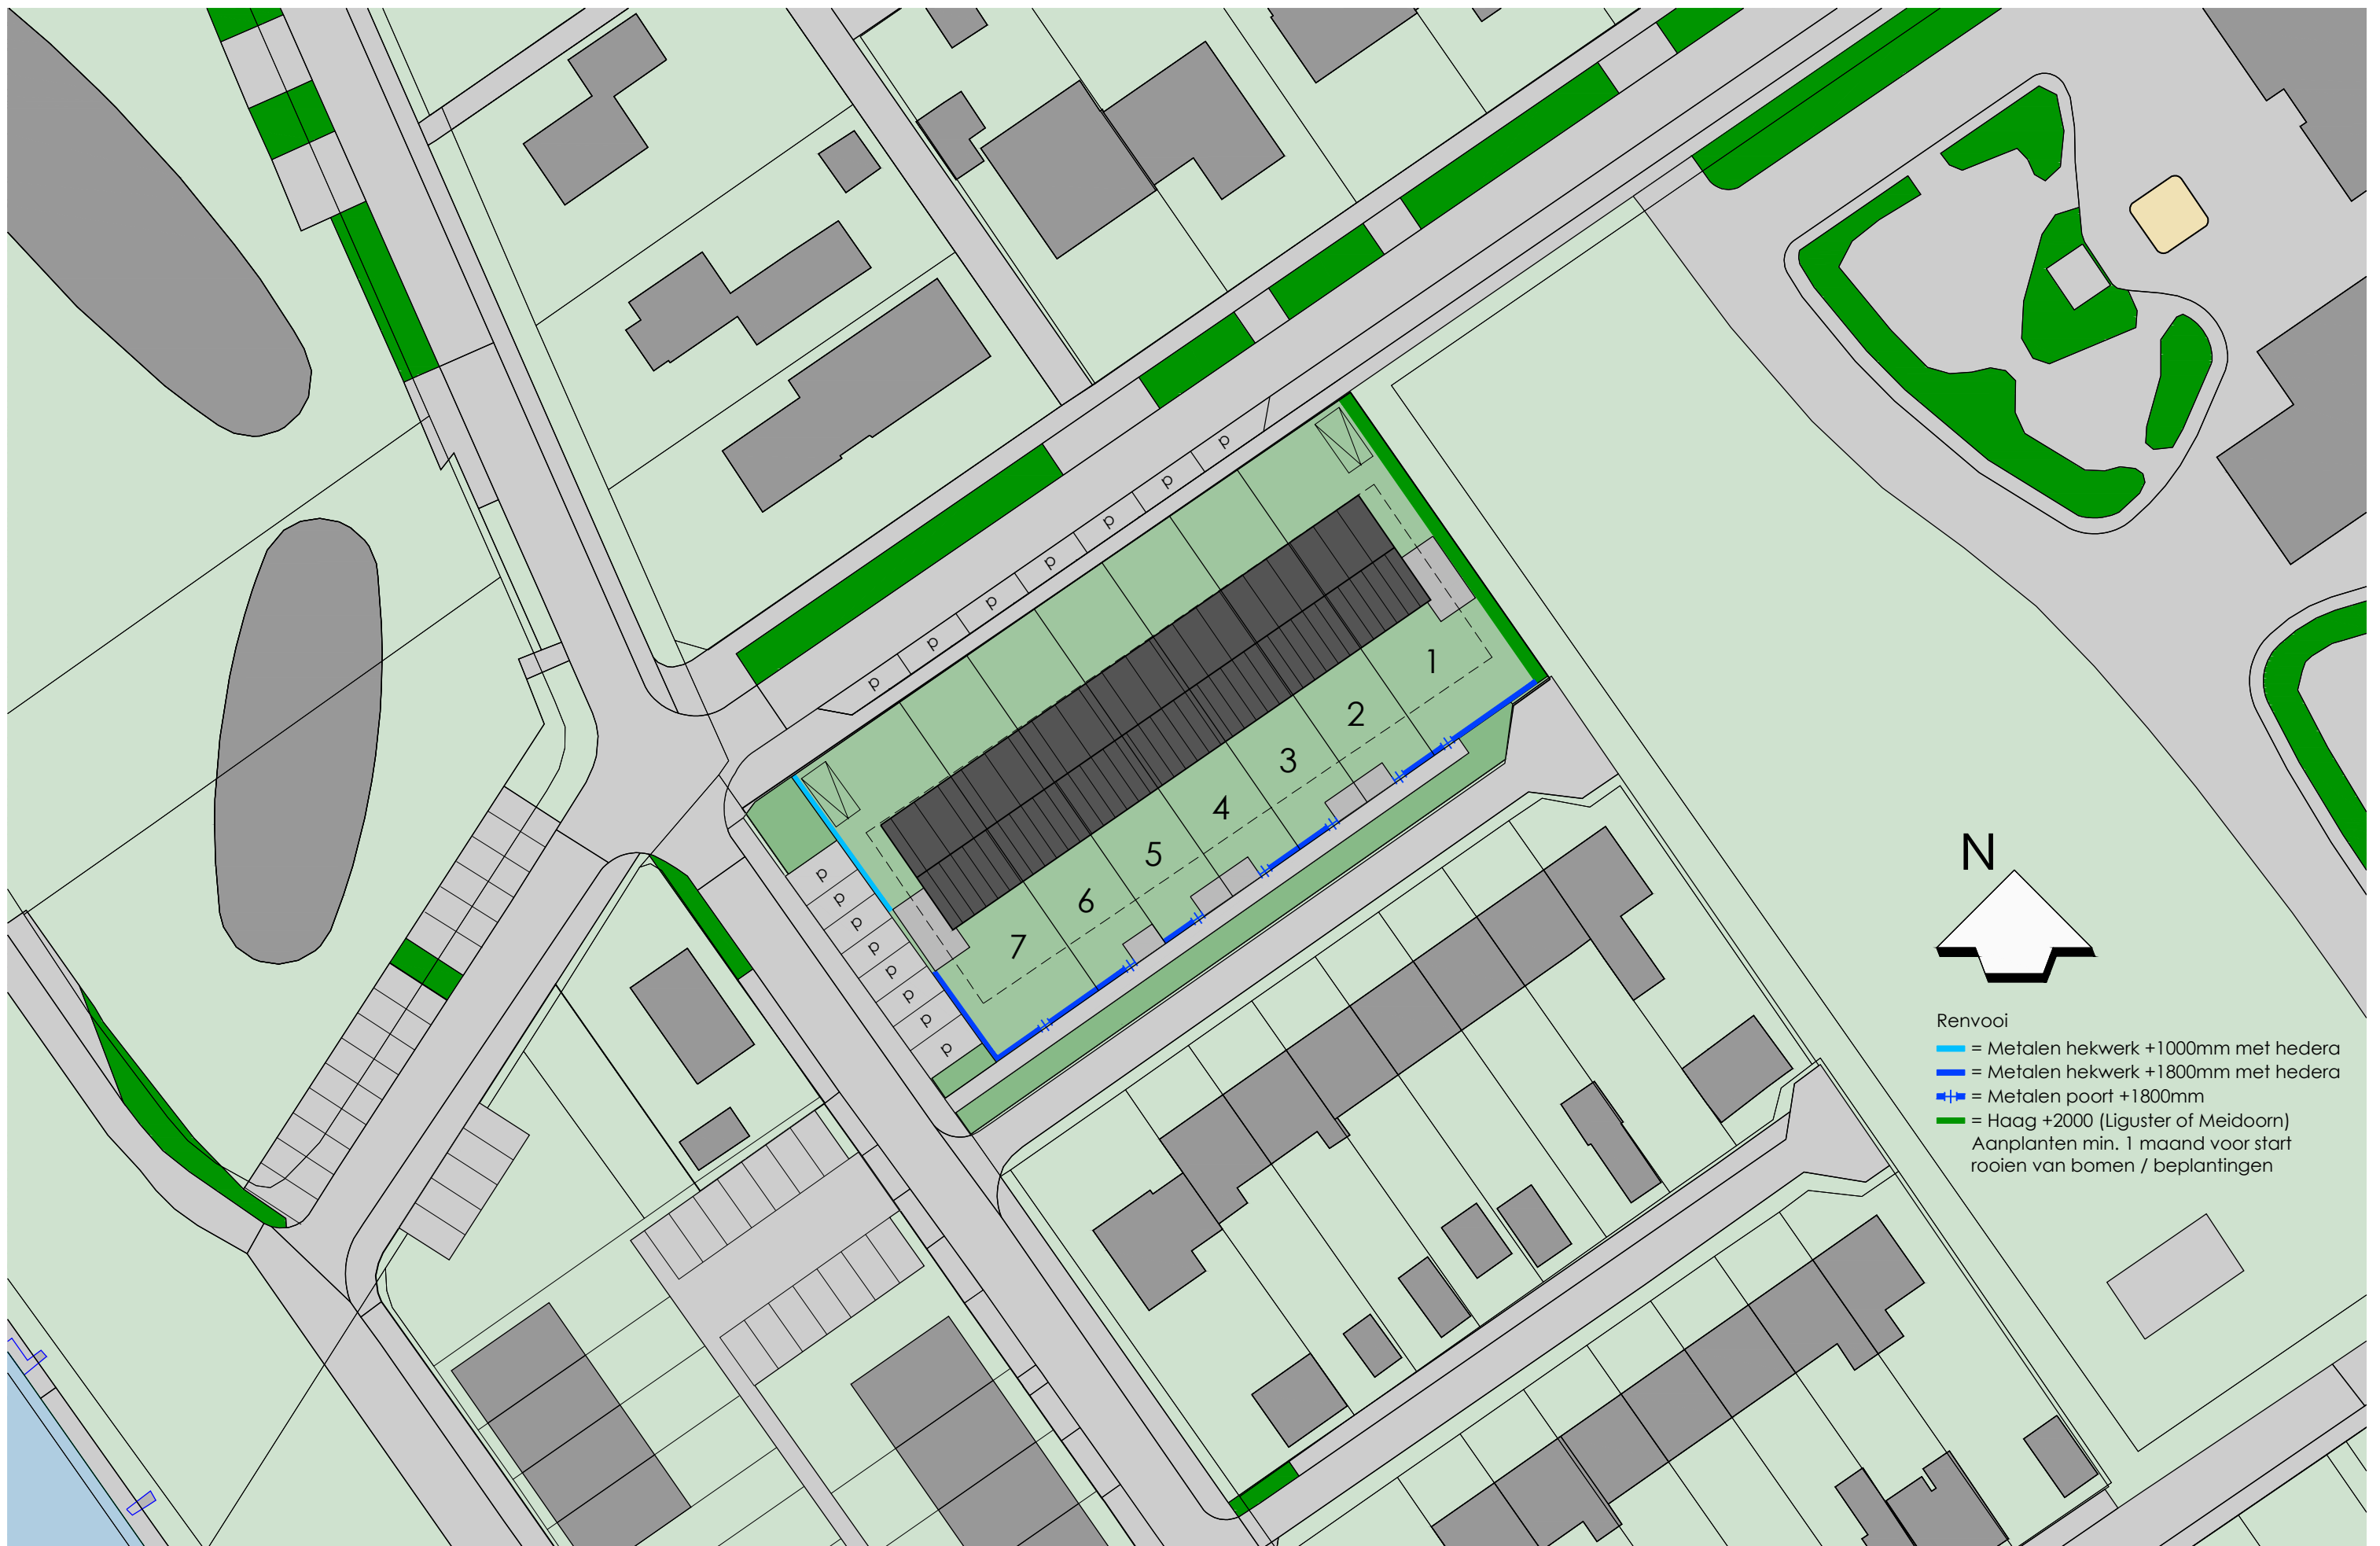 p
p
p
p
p
p
p
1
2
3
4
5
6
7
p
p
p
p
p
p
p
p
N
Renvooi
= Metalen hekwerk +1000mm met hedera
= Metalen hekwerk +1800mm met hedera
= Metalen poort +1800mm
= Haag +2000 (Liguster of Meidoorn)
Aanplanten min. 1 maand voor start
rooien van bomen / beplantingen